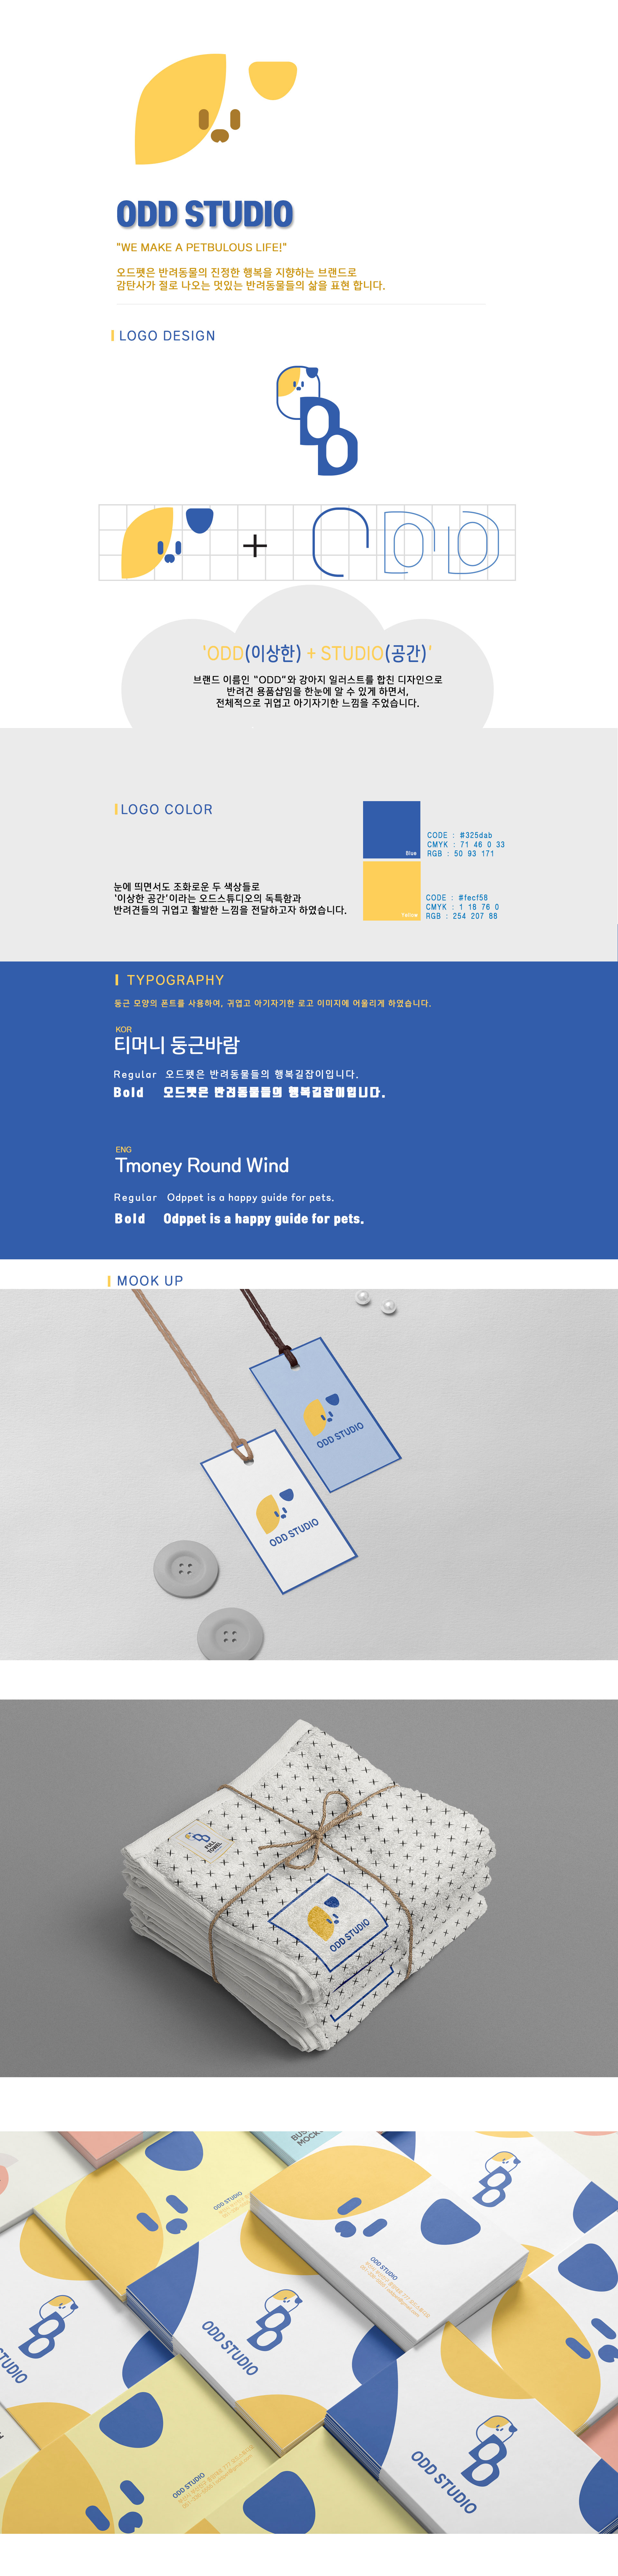 ODD STUDIO
"WE MAKE A PETBULOUS LIFE!"
오드펫은 반려동물의 진정한 행복을 지향하는 브랜드로
감탄사가 절로 나오는 멋있는 반려동물들의 삶을 표현 합니다.
LOGO DESIGN
DD
+ ODD
'ODD(이상한) + STUDIO(공간)'
브랜드 이름인 "ODD"와 강아지 일러스트를 합친 디자인으로
반려견 용품샵임을 한눈에 알 수 있게 하면서,
전체적으로 귀엽고 아기자기한 느낌을 주었습니다.
LOGO COLOR
눈에 띄면서도 조화로운 두 색상들로
'이상한 공간'이라는 오드스튜디오의 독특함과
반려견들의 귀엽고 활발한 느낌을 전달하고자 하였습니다.
Blue
CODE : #325dab
CMYK : 71 46 0 33
RGB : 50 93 171
Yellow
CODE : #fecf58
CMYK : 1 18 76 0
RGB : 254 207 88
TYPOGRAPHY
둥근 모양의 폰트를 사용하여, 귀엽고 아기자기한 로고 이미지에 어울리게 하였습니다.
KOR
티머니 둥근바람
Regular 오드펫은 반려동물들의 행복길잡이입니다.
Bold 오드펫은 반려동물들의 행복길잡이입니다.
ENG
Tmoney Round Wind
Regular Odppet is a happy guide for pets.
Bold Odppet is a happy guide for pets.
MOOK UP
ODD STUDIO
ODD STUDIO
DD
FULL
TOWEL
ODD STUDIO
ODD STUDIO
ODD STUDIO
ODD STUDIO
ODD STUDIO
ODD STUDIO